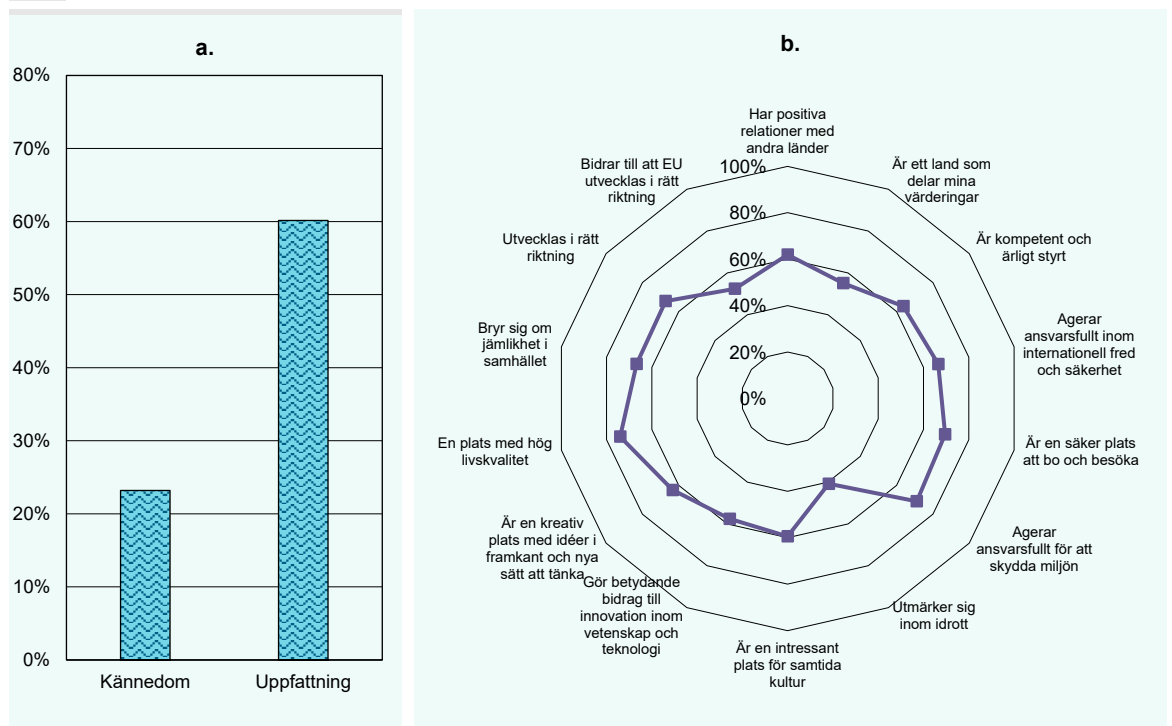 a.
80%
70%
60%
50%
40%
30%
20%
10%
0%
Kännedom
Uppfattning
b.
Har positiva
relationer med
andra länder
Är ett land som
delar mina
värderingar
Är kompetent och
ärligt styrt
Agerar
ansvarsfullt inom
internationell fred
och säkerhet
Är en säker plats
att bo och besöka
Agerar
ansvarsfullt för att
skydda miljön
Utmärker sig
inom idrott
Är en intressant
plats för samtida
kultur
Gör betydande
bidrag till
innovation inom
vetenskap och
teknologi
Är en kreativ
plats med idéer i
framkant och nya
sätt att tänka
En plats med hög
livskvalitet
Bryr sig om
jämlikhet i
samhället
Utvecklas i rätt
riktning
Bidrar till att EU
utvecklas i rätt
riktning
100%
80%
60%
40%
20%
0%